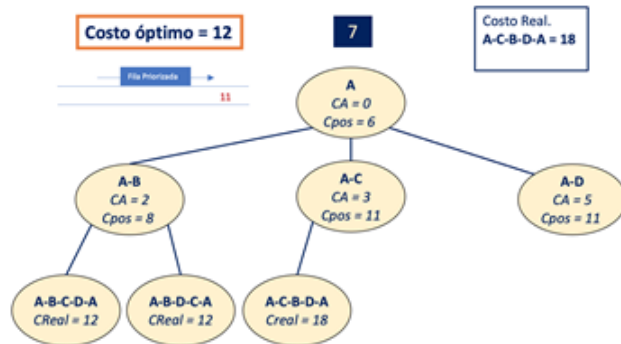 Costo óptimo = 12
7
Costo Real.
A-C-B-D-A = 18
Fila Priorizada
11
A
CA = 0
Cpos = 6
A-B
CA = 2
Cpos = 8
A-C
CA = 3
Cpos = 11
A-D
CA = 5
Cpos = 11
A-B-C-D-A
CReal = 12
A-B-D-C-A
CReal = 12
A-C-B-D-A
Creal = 18